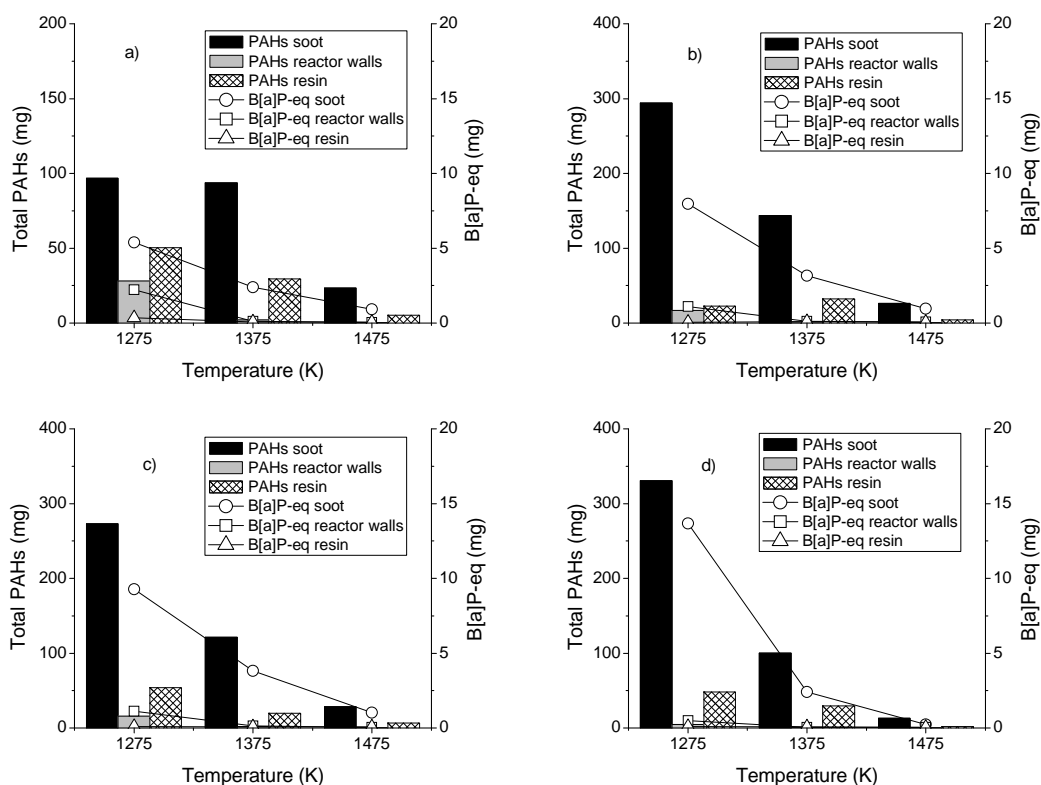 a)
PAHs soot
PAHs reactor walls
PAHs resin
B[a]P-eq soot
B[a]P-eq reactor walls
B[a]P-eq resin
200
150
100
50
0
Total PAHs (mg)
20
15
10
5
0
B[a]P-eq (mg)
1275 1375 1475
Temperature (K)
b)
PAHs soot
PAHs reactor walls
PAHs resin
B[a]P-eq soot
B[a]P-eq reactor walls
B[a]P-eq resin
400
300
200
100
0
Total PAHs (mg)
20
15
10
5
0
B[a]P-eq (mg)
1275 1375 1475
Temperature (K)
c)
PAHs soot
PAHs reactor walls
PAHs resin
B[a]P-eq soot
B[a]P-eq reactor walls
B[a]P-eq resin
400
300
200
100
0
Total PAHs (mg)
20
15
10
5
0
B[a]P-eq (mg)
1275 1375 1475
Temperature (K)
d)
PAHs soot
PAHs reactor walls
PAHs resin
B[a]P-eq soot
B[a]P-eq reactor walls
B[a]P-eq resin
400
300
200
100
0
Total PAHs (mg)
20
15
10
5
0
B[a]P-eq (mg)
1275 1375 1475
Temperature (K)